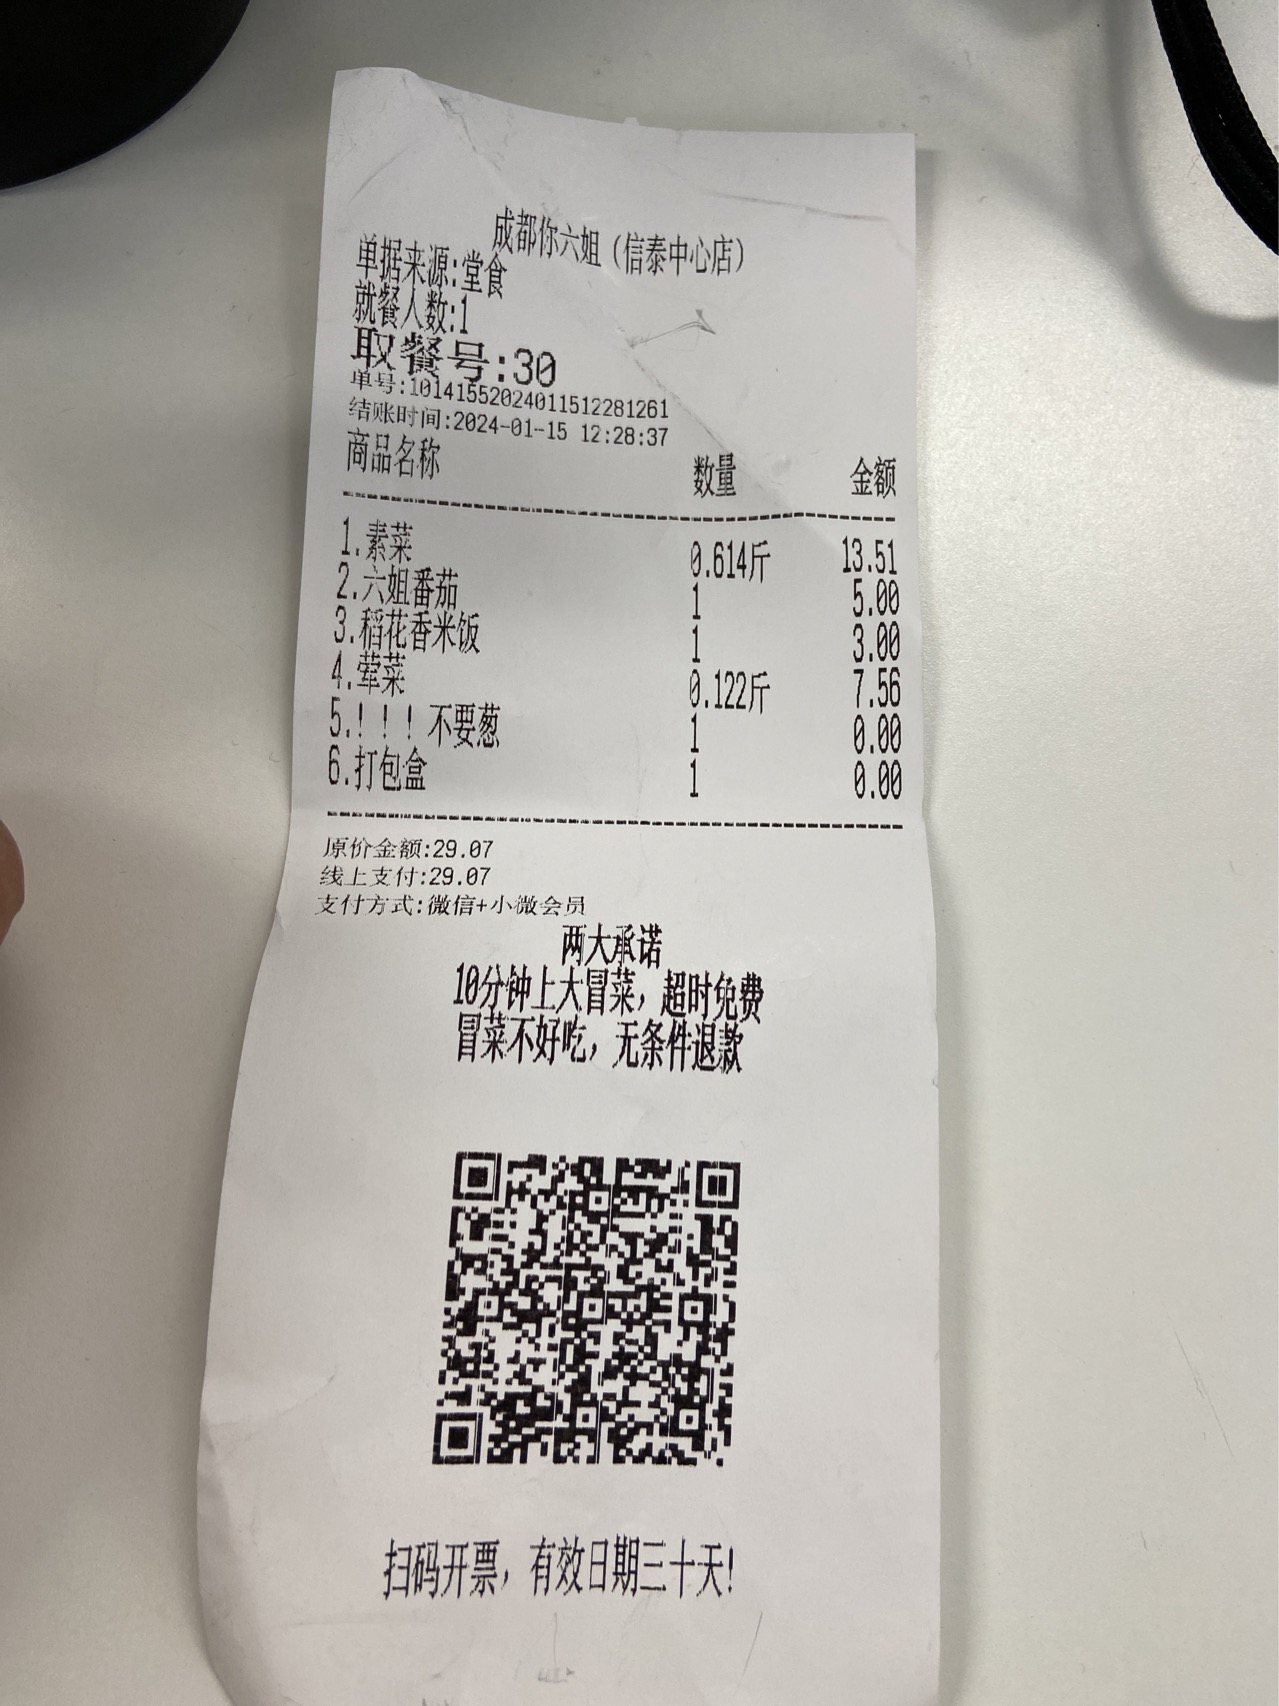 成都你六姐（信泰中心店）
单据来源:堂食
就餐人数:1
取餐号:30
单号:10141552024011512281261
结账时间:2024-01-15 12:28:37
商品名称 数量 金额
1.素菜 0.614斤 13.51
2.六姐番茄 1 5.00
3.稻花香米饭 1 3.00
4.荤菜 0.122斤 7.56
5.！！！不要葱 1 0.00
6.打包盒 1 0.00
原价金额:29.07
线上支付:29.07
支付方式:微信+小微会员
两大承诺
10分钟上大冒菜，超时免费
冒菜不好吃，无条件退款
扫码开票，有效日期三十天!